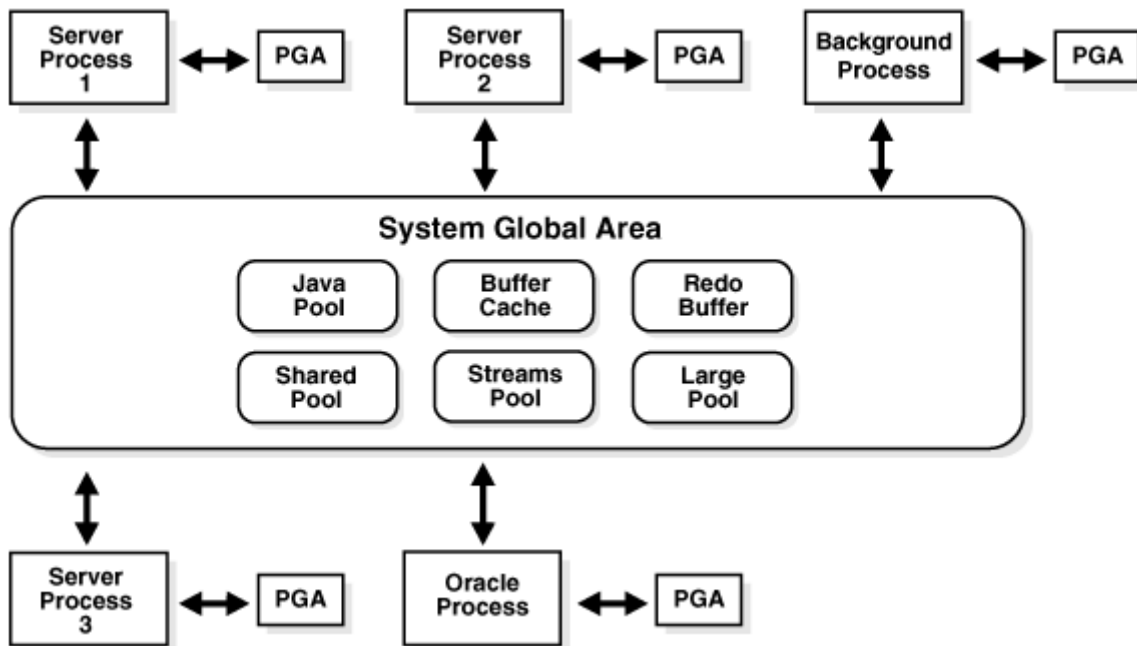 Server
Process
1
PGA
Server
Process
2
PGA
Background
Process
PGA
System Global Area
Java
Pool
Buffer
Cache
Redo
Buffer
Shared
Pool
Streams
Pool
Large
Pool
Server
Process
3
PGA
Oracle
Process
PGA